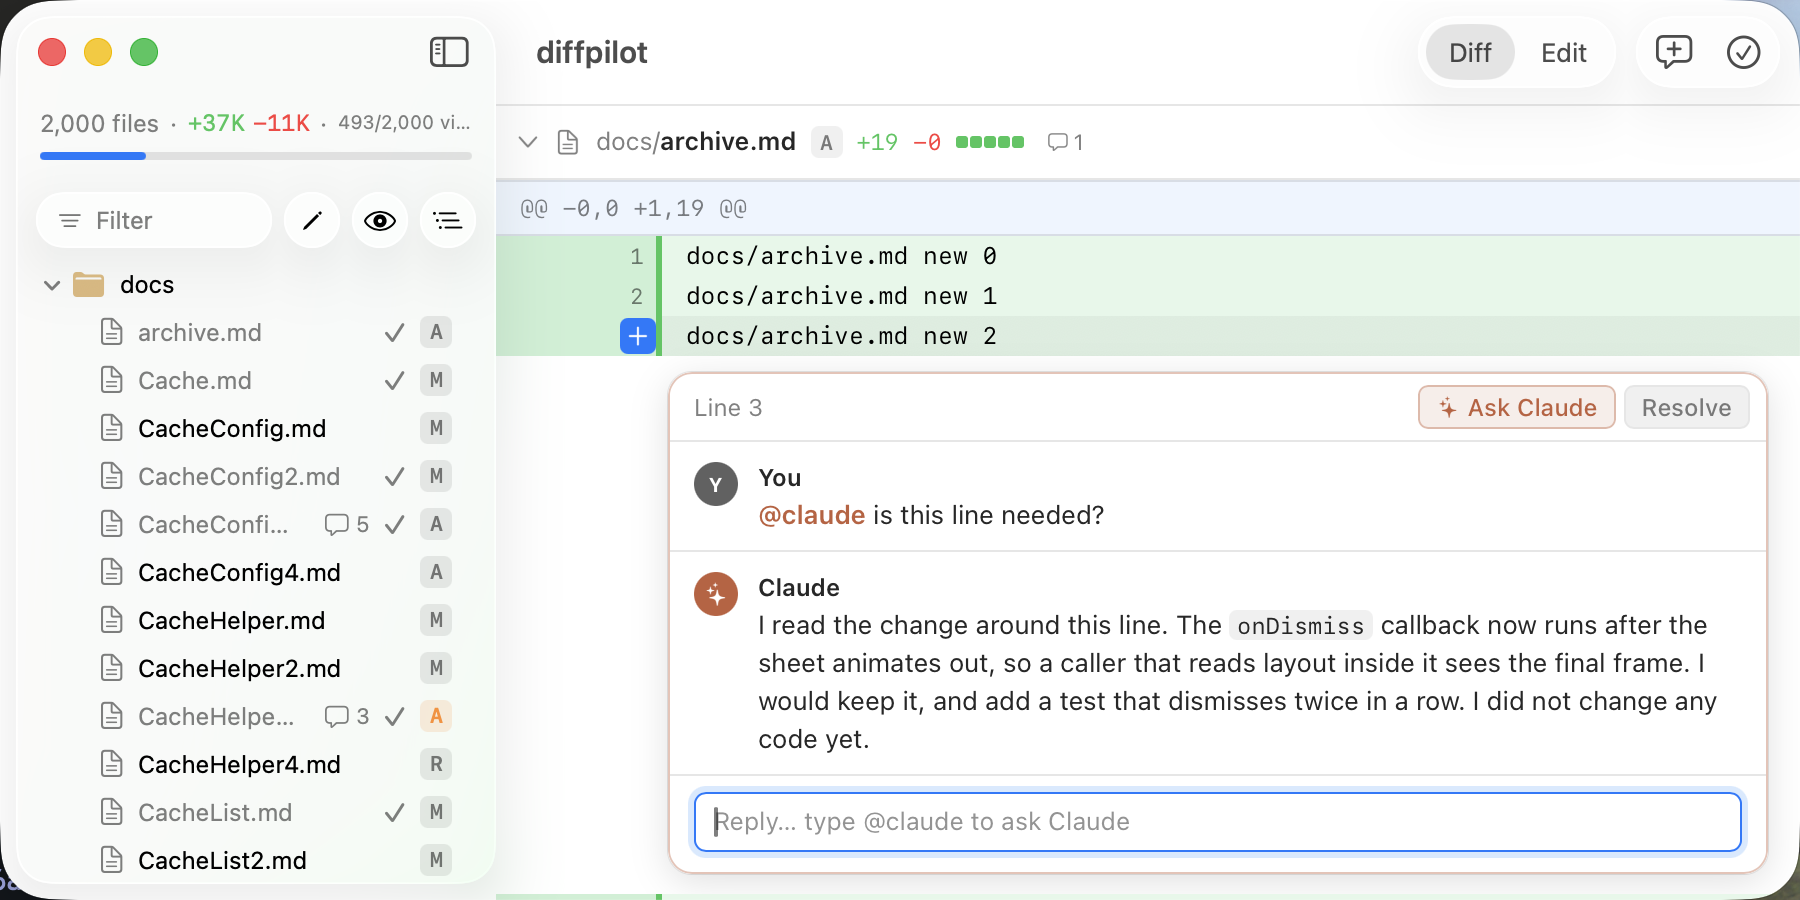 diffpilot
Diff
Edit
2,000 files · +37K −11K · 493/2,000 vi...
Filter
docs
archive.md A
Cache.md M
CacheConfig.md M
CacheConfig2.md M
CacheConfi... 5 A
CacheConfig4.md A
CacheHelper.md M
CacheHelper2.md M
CacheHelpe... 3 A
CacheHelper4.md R
CacheList.md M
CacheList2.md M
docs/archive.md A +19 −0 1
@@ −0,0 +1,19 @@
1 docs/archive.md new 0
2 docs/archive.md new 1
docs/archive.md new 2
Line 3
Ask Claude
Resolve
Y
You
@claude is this line needed?
Claude
I read the change around this line. The onDismiss callback now runs after the
sheet animates out, so a caller that reads layout inside it sees the final frame. I
would keep it, and add a test that dismisses twice in a row. I did not change any
code yet.
Reply... type @claude to ask Claude